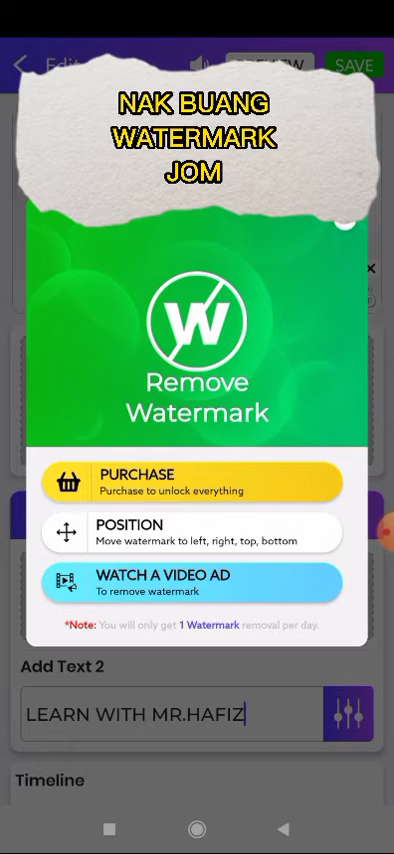 Edit
PREVIEW
SAVE
NAK BUANG
WATERMARK
JOM
W
Remove
Watermark
PURCHASE
Purchase to unlock everything
POSITION
Move watermark to left, right, top, bottom
WATCH A VIDEO AD
To remove watermark
*Note: You will only get 1 Watermark removal per day.
Add Text 2
LEARN WITH MR.HAFIZ
Timeline